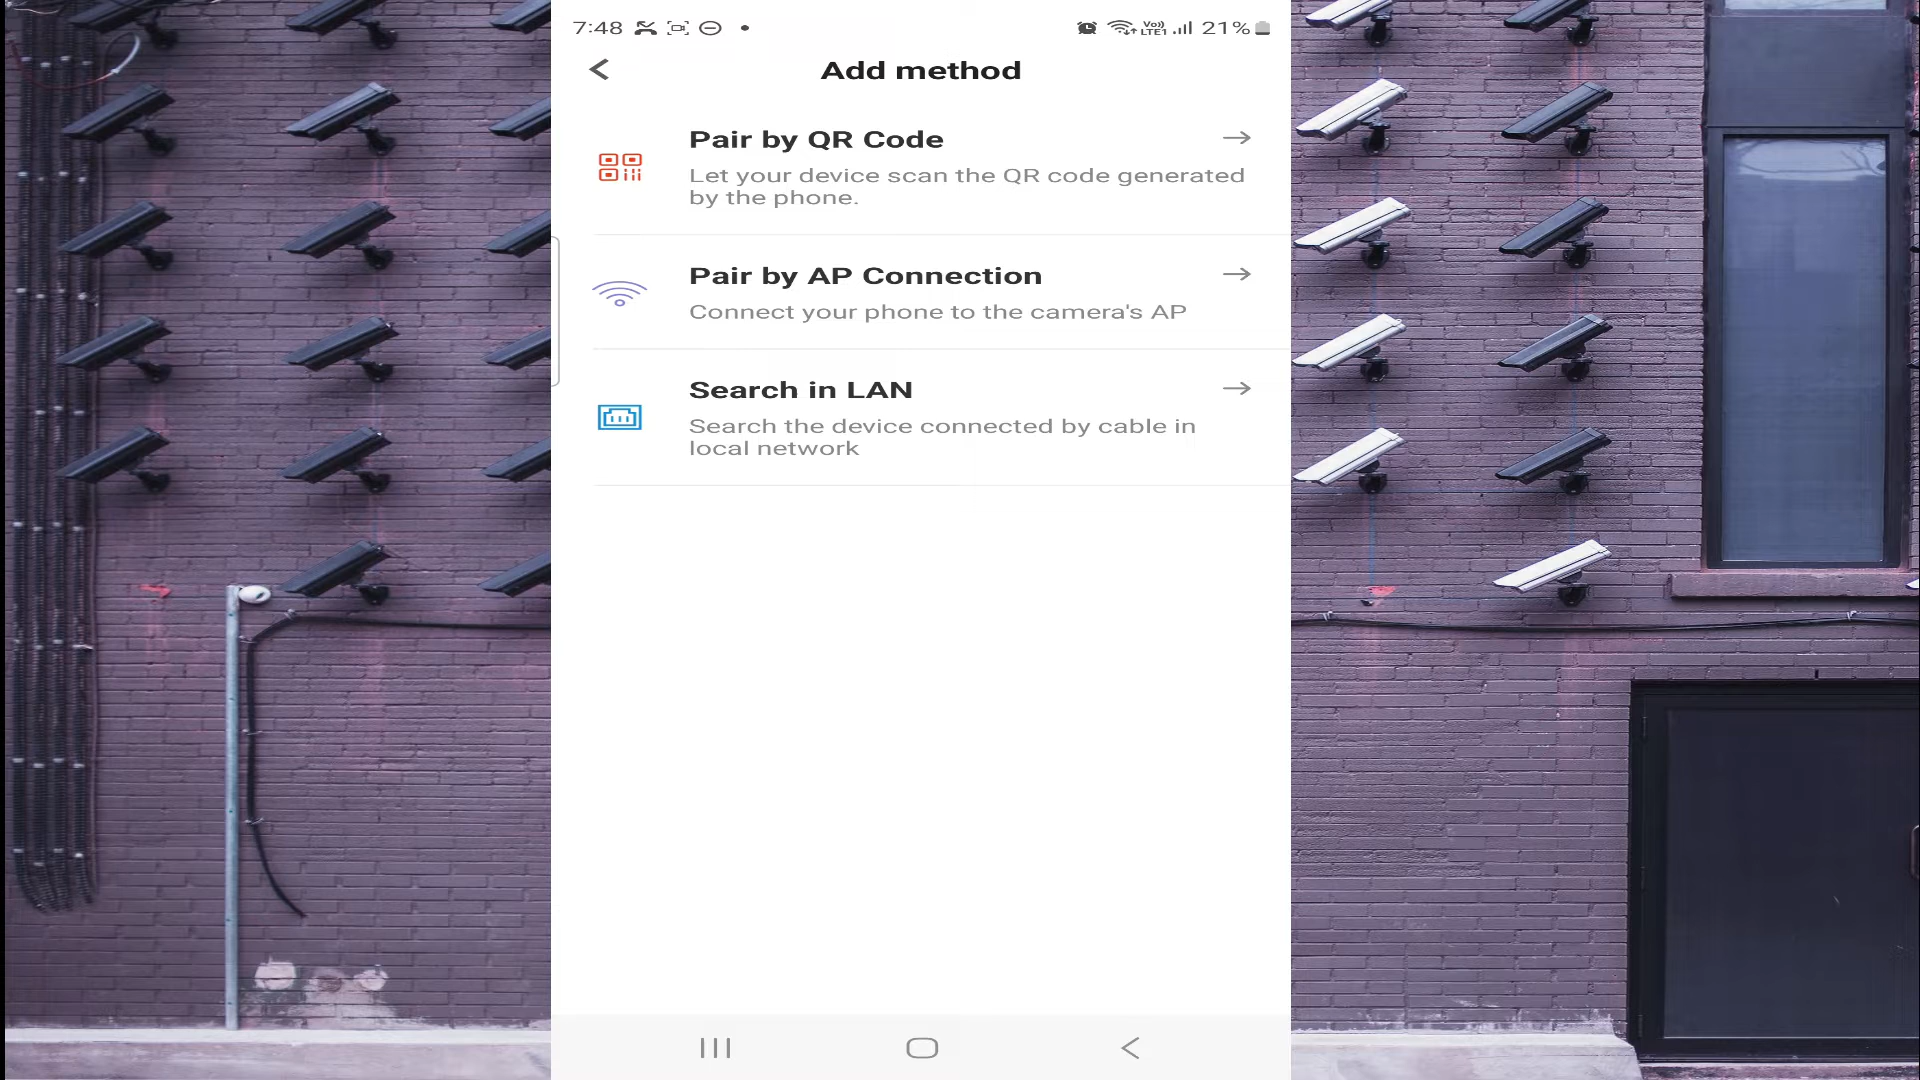 7:48 Vo)) LTE1 21%
Add method
Pair by QR Code
Let your device scan the QR code generated
by the phone.
Pair by AP Connection
Connect your phone to the camera's AP
Search in LAN
Search the device connected by cable in
local network